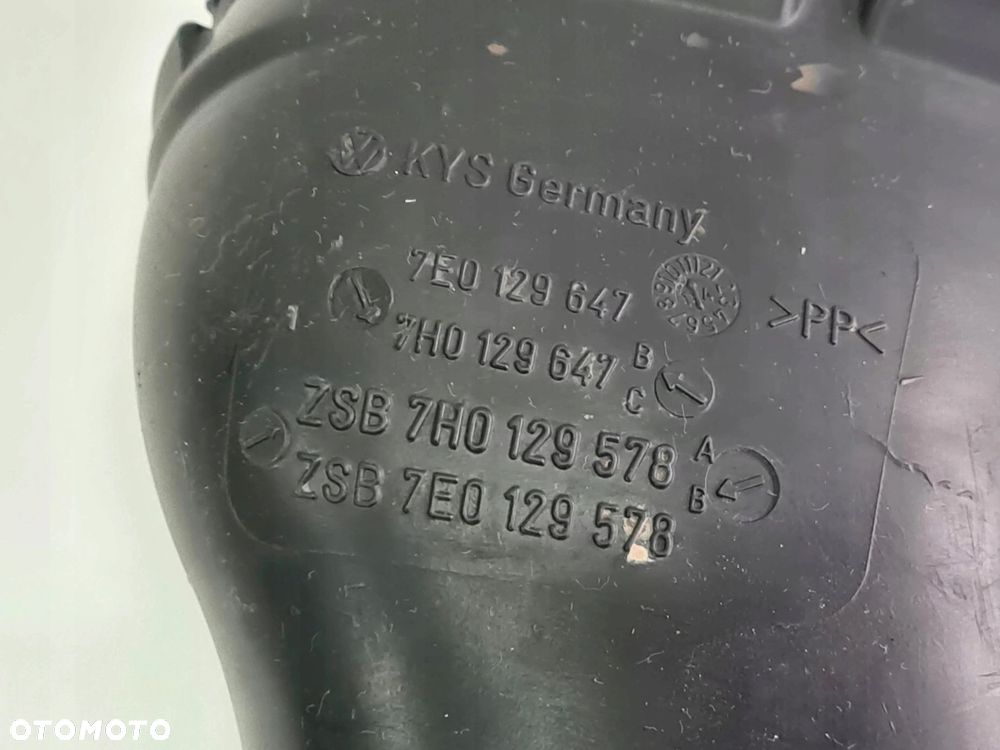 KYS Germany
7E0 129 647
>PP<
7H0 129 647 B
C
ZSB 7H0 129 578 A
B
ZSB 7E0 129 578
OTOMOTO